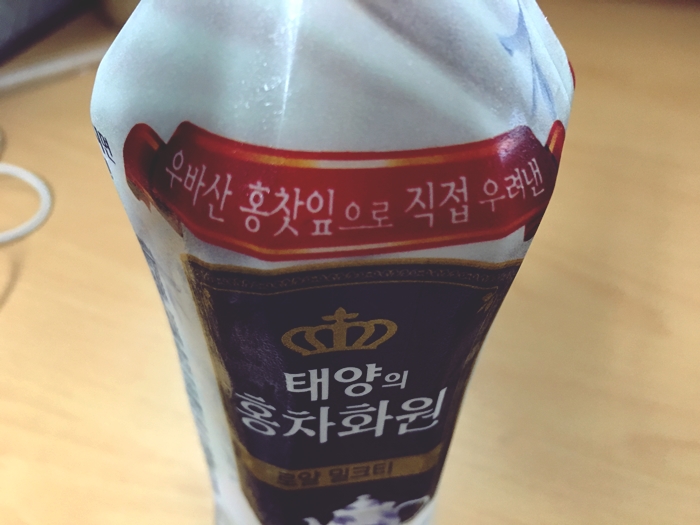 우바산 홍찻잎으로 직접 우려낸
태양의
홍차화원
로얄 밀크티